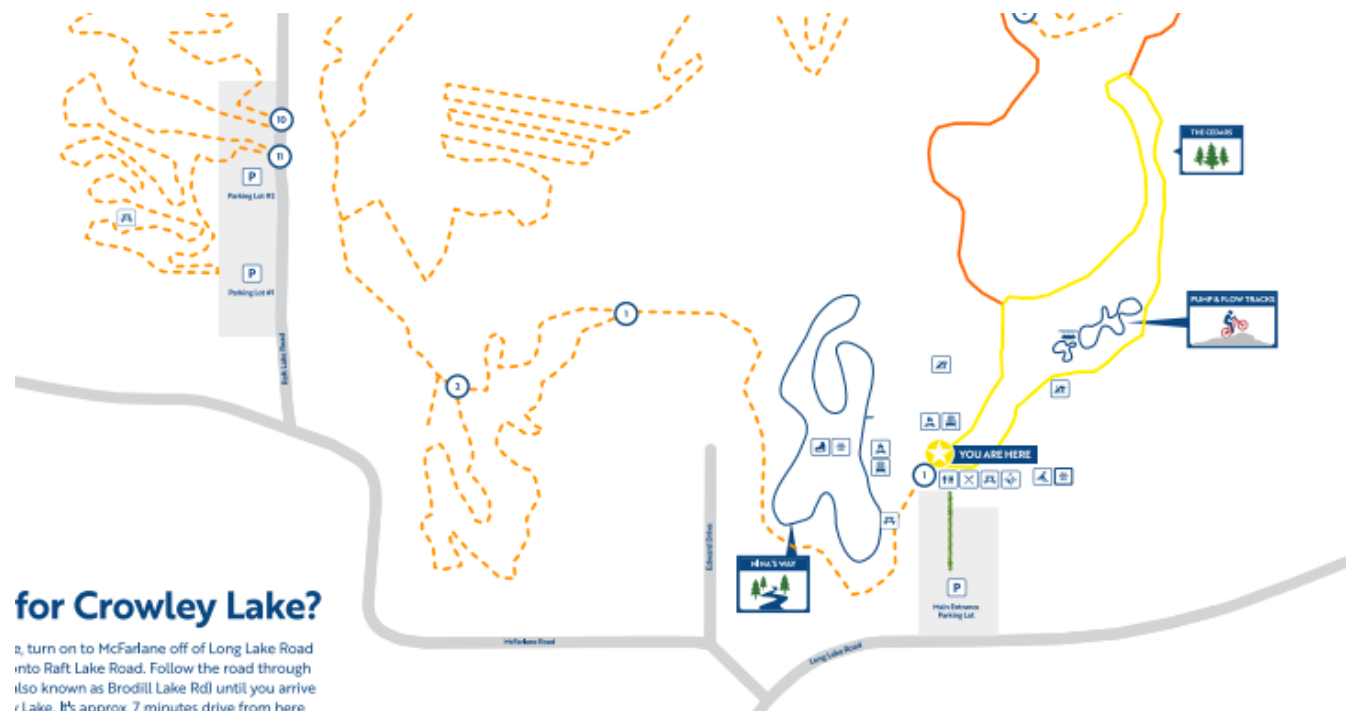 THE CEDARS
10
11
P
Parking Lot #2
P
Parking Lot #1
Raft Lake Road
1
2
PUMP & FLOW TRACKS
YOU ARE HERE
1
Edward Drive
NINA'S WAY
P
Main Entrance
Parking Lot
McFarlane Road
Long Lake Road
for Crowley Lake?
e, turn on to McFarlane off of Long Lake Road
onto Raft Lake Road. Follow the road through
also known as Brodill Lake Rd) until you arrive
y Lake. It's approx. 7 minutes drive from here